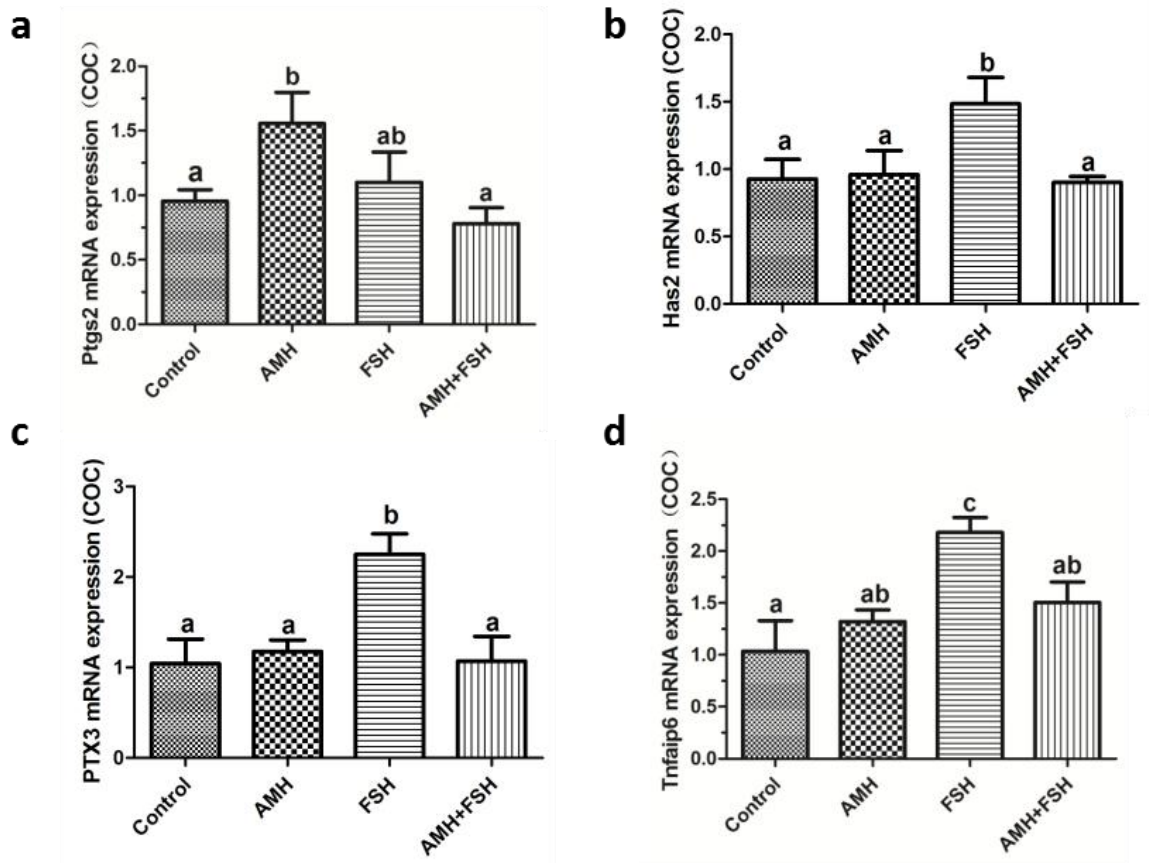 a
Ptgs2 mRNA expression（COC）
2.0
1.5
1.0
0.5
0.0
a
b
ab
a
Control
AMH
FSH
AMH+FSH
b
Has2 mRNA expression (COC)
2.0
1.5
1.0
0.5
0.0
a
a
b
a
Control
AMH
FSH
AMH+FSH
c
PTX3 mRNA expression (COC)
3
2
1
0
a
a
b
a
Control
AMH
FSH
AMH+FSH
d
Tnfaip6 mRNA expression（COC）
2.5
2.0
1.5
1.0
0.5
0.0
a
ab
c
ab
Control
AMH
FSH
AMH+FSH